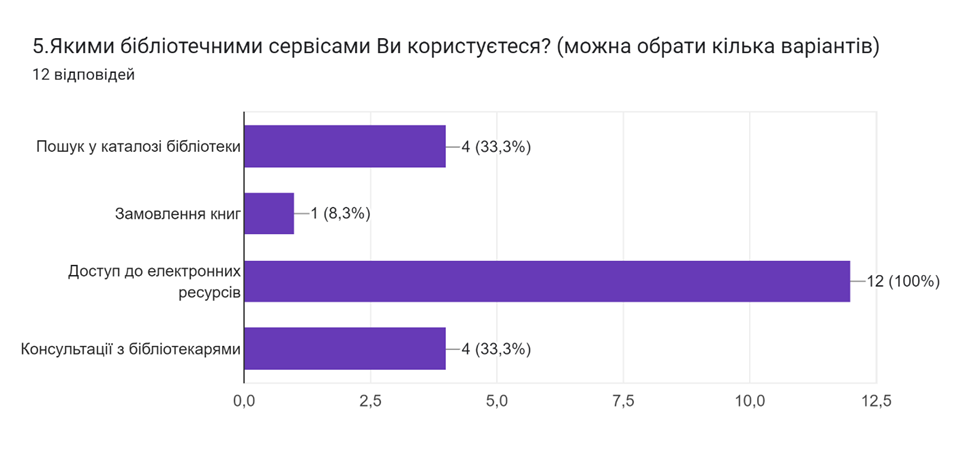 5.Якими бібліотечними сервісами Ви користуєтеся? (можна обрати кілька варіантів)
12 відповідей
Пошук у каталозі бібліотеки
4 (33,3%)
Замовлення книг
1 (8,3%)
Доступ до електронних
ресурсів
12 (100%)
Консультації з бібліотекарями
4 (33,3%)
0,0
2,5
5,0
7,5
10,0
12,5